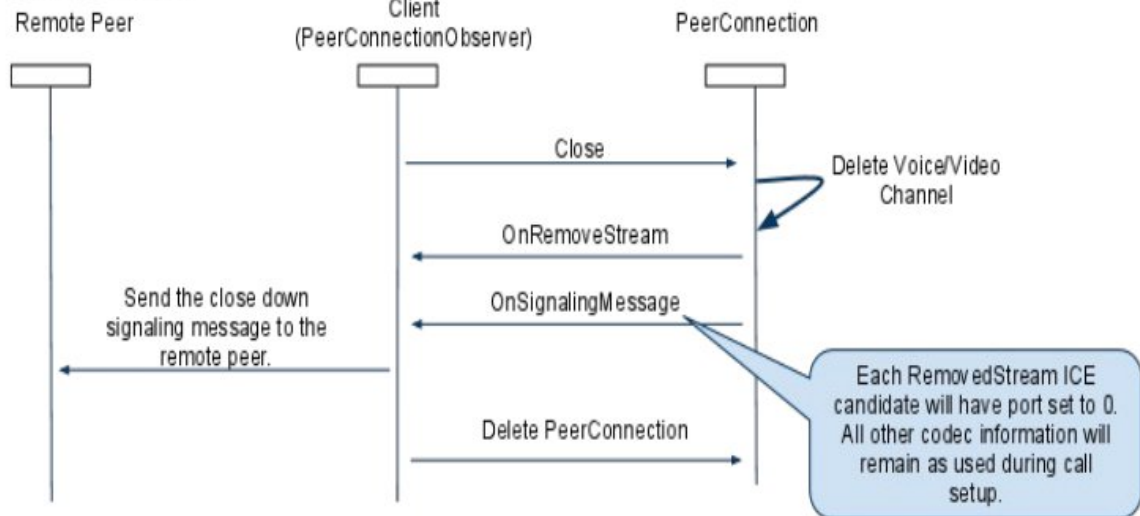 Remote Peer
Client
(PeerConnectionObserver)
PeerConnection
Close
Delete Voice/Video
Channel
OnRemoveStream
OnSignalingMessage
Send the close down
signaling message to the
remote peer.
Each RemovedStream ICE
candidate will have port set to 0.
All other codec information will
remain as used during call
setup.
Delete PeerConnection